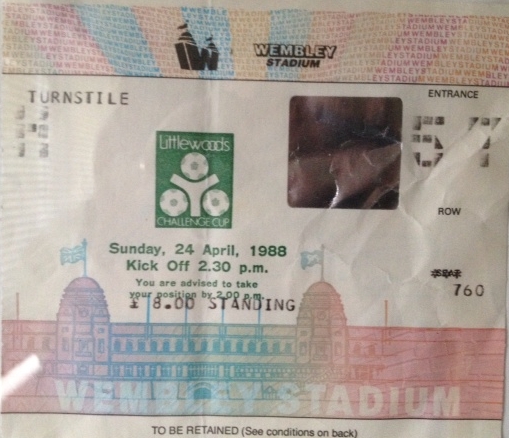 WEMBLEY
STADIUM
TURNSTILE
ENTRANCE
Littlewoods
CHALLENGE CUP
ROW
Sunday, 24 April, 1988
Kick Off 2.30 p.m.
You are advised to take
your position by 2.00 p.m.
£ 8.00 STANDING
760
WEMBLEY STADIUM
TO BE RETAINED (See conditions on back)